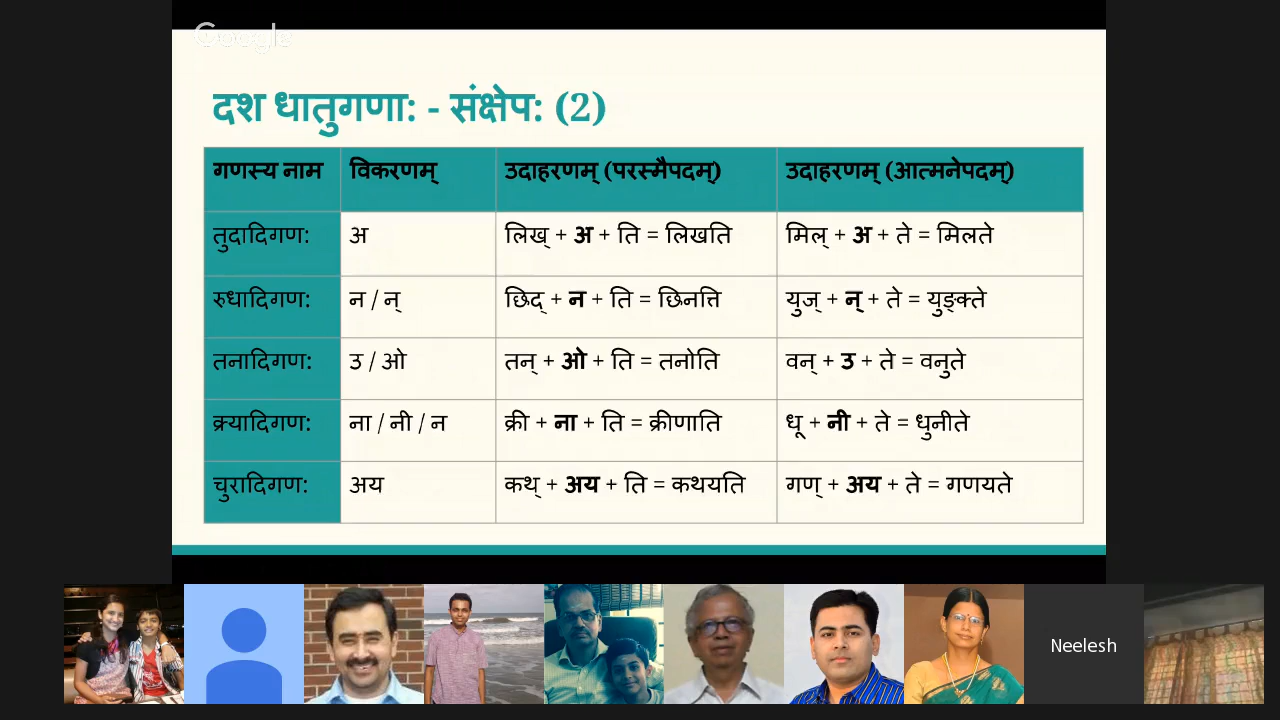 Google
दश धातुगणा: - संक्षेप: (2)
गणस्य नाम विकरणम् उदाहरणम् (परस्मैपदम्) उदाहरणम् (आत्मनेपदम्)
तुदादिगण: अ लिख् + अ + ति = लिखति मिल् + अ + ते = मिलते
रुधादिगण: न / न् छिद् + न + ति = छिनत्ति युज् + न् + ते = युङ्क्ते
तनादिगण: उ / ओ तन् + ओ + ति = तनोति वन् + उ + ते = वनुते
क्र्यादिगण: ना / नी / न क्री + ना + ति = क्रीणाति धू + नी + ते = धुनीते
चुरादिगण: अय कथ् + अय + ति = कथयति गण् + अय + ते = गणयते
Neelesh